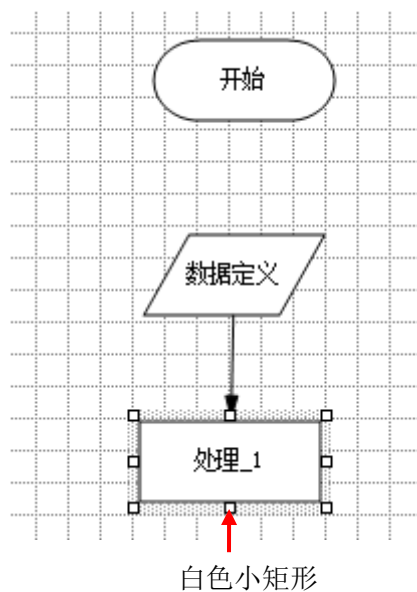 开始
数据定义
处理_1
白色小矩形